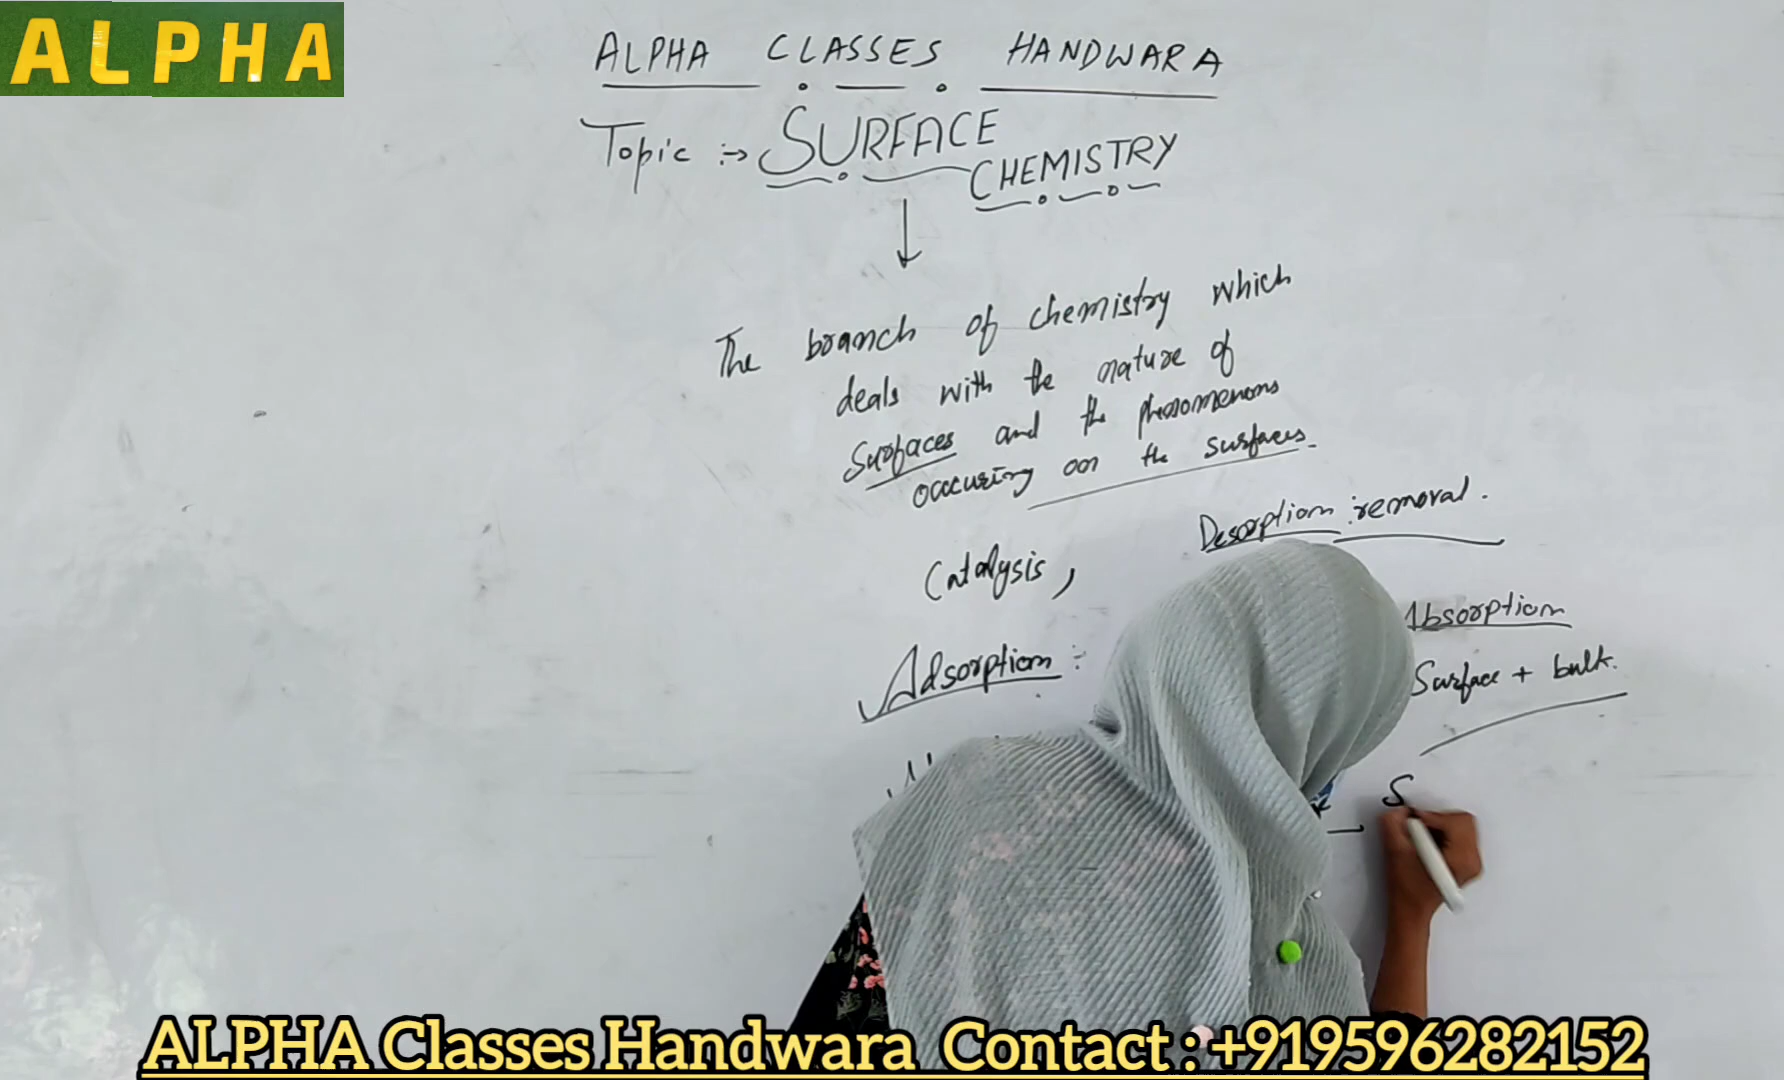 ALPHA
ALPHA CLASSES HANDWARA
Topic :→ SURFACE
CHEMISTRY
The branch of chemistry which
deals with the nature of
surfaces and the phenomenons
occuring on the surfaces.
Desorption : removal.
Catalysis,
Absorption
Adsorption :
Surface + bulk.
S
ALPHA Classes Handwara Contact : +919596282152